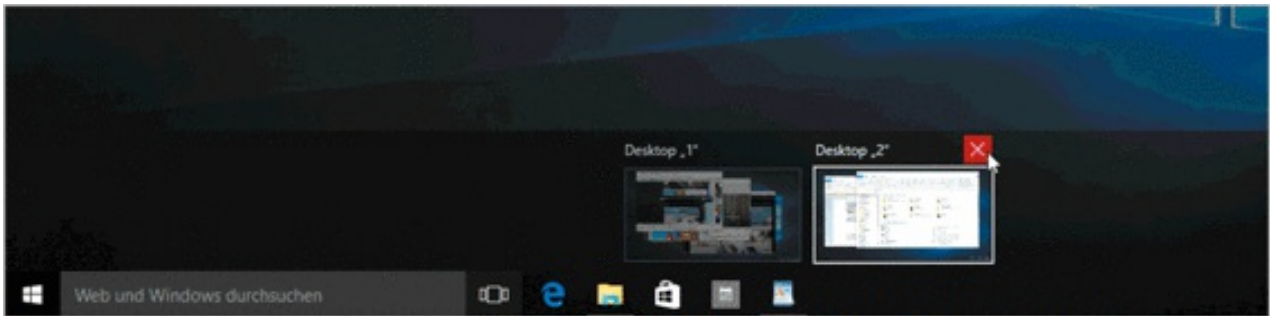 Desktop „1"
Desktop „2"
Web und Windows durchsuchen